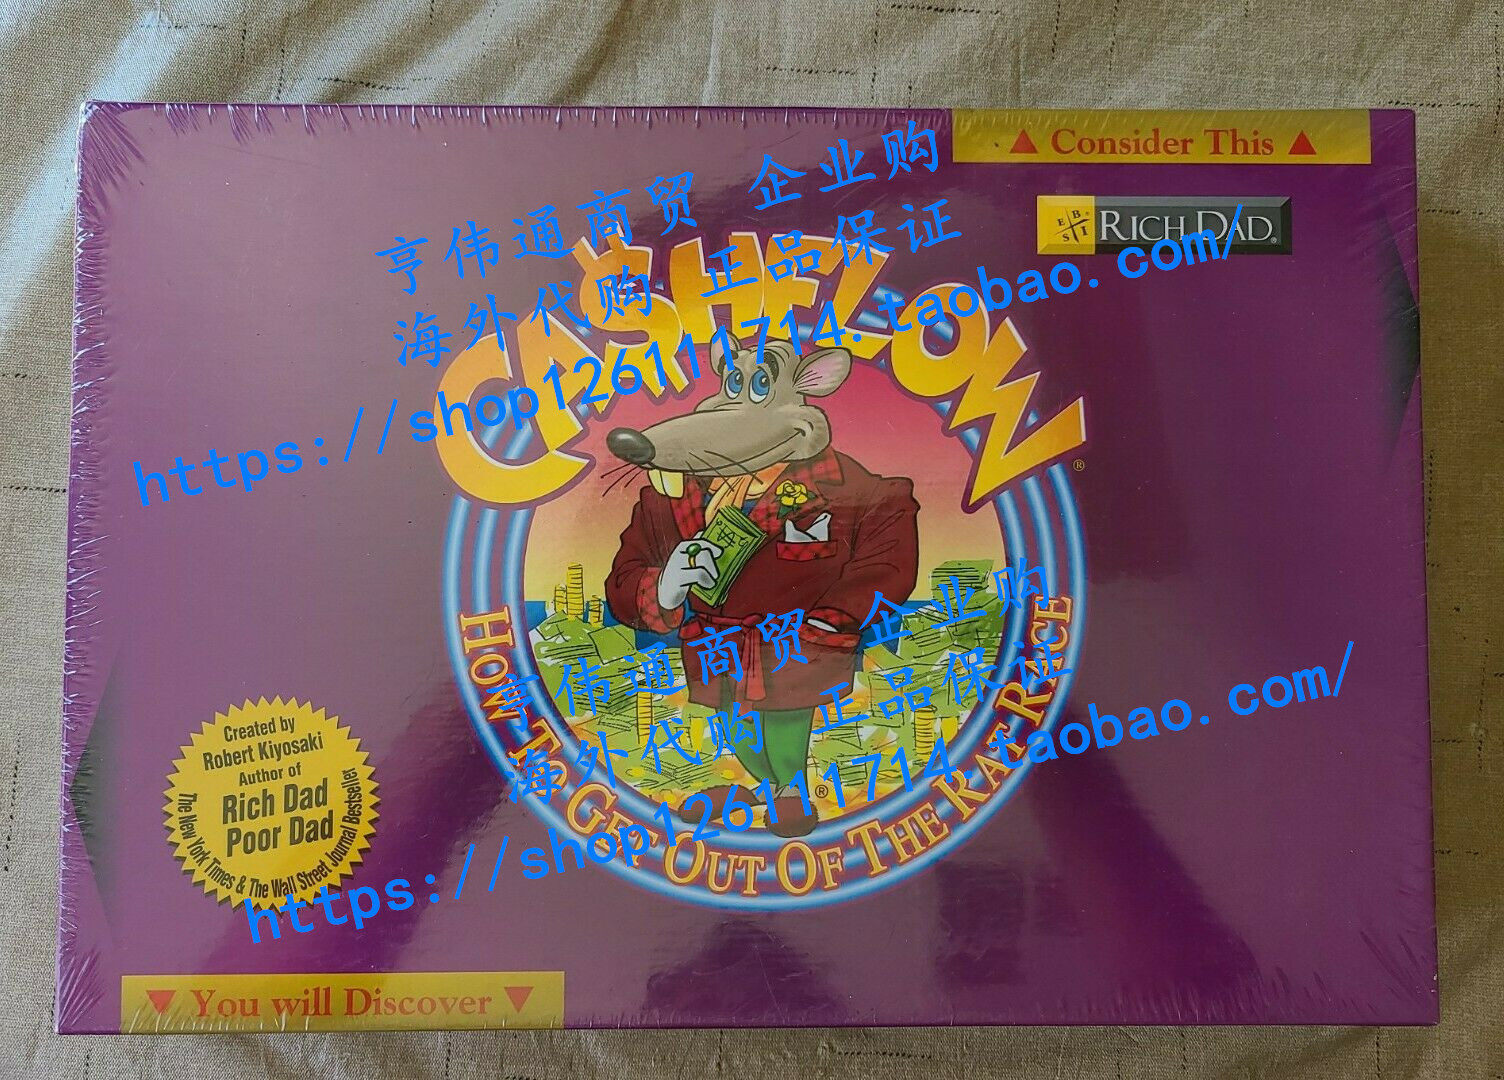 ▲ Consider This ▲
E B S I RICH DAD®
CA$HFLOW®
HOW TO GET OUT OF THE RAT RACE
®
Created by
Robert Kiyosaki
Author of
Rich Dad
Poor Dad
The New York Times & The Wall Street Journal Bestseller
▼ You will Discover ▼
亨伟通商贸 企业购
海外代购 正品保证
https://shop126111714.taobao.com/
亨伟通商贸 企业购
海外代购 正品保证
https://shop126111714.taobao.com/